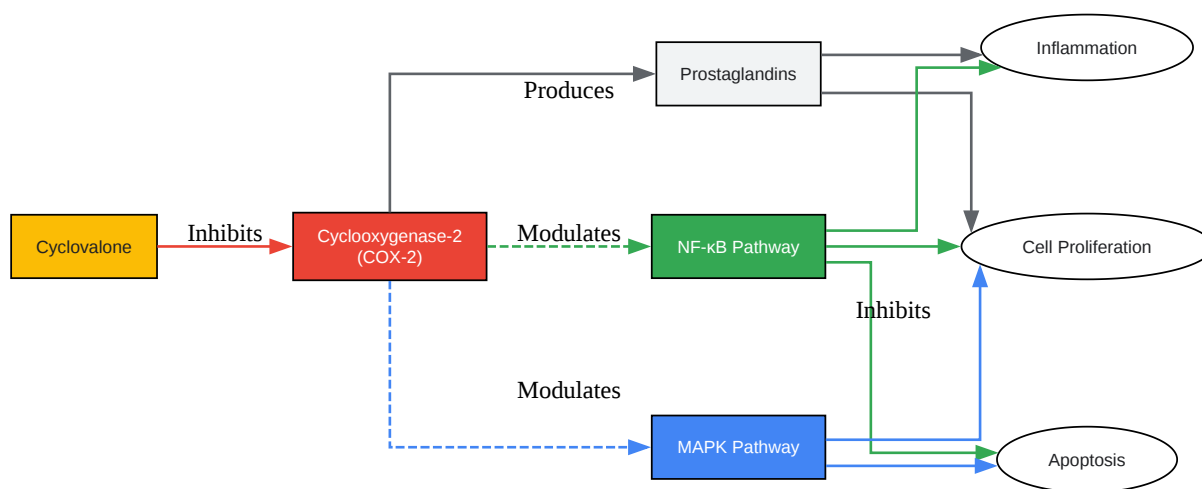 Inflammation
Prostaglandins
Produces
Cyclovalone
Inhibits
Cyclooxygenase-2
(COX-2)
Modulates
NF-κB Pathway
Cell Proliferation
Inhibits
Modulates
MAPK Pathway
Apoptosis